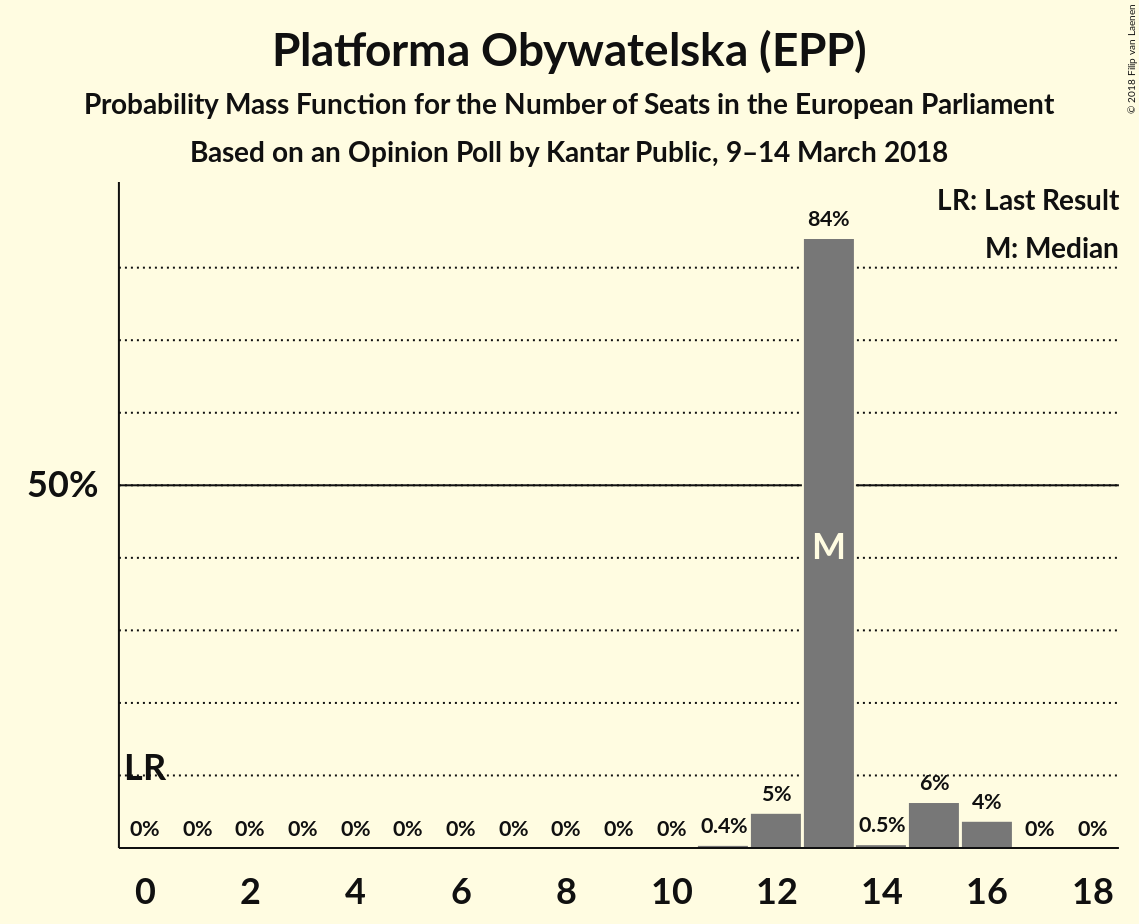 Platforma Obywatelska (EPP)
Probability Mass Function for the Number of Seats in the European Parliament
Based on an Opinion Poll by Kantar Public, 9–14 March 2018
© 2018 Filip van Laenen
LR: Last Result
M: Median
84%
50%
M
LR
0% 0% 0% 0% 0% 0% 0% 0% 0% 0% 0% 0.4% 5% 0.5% 6% 4% 0% 0%
0 2 4 6 8 10 12 14 16 18